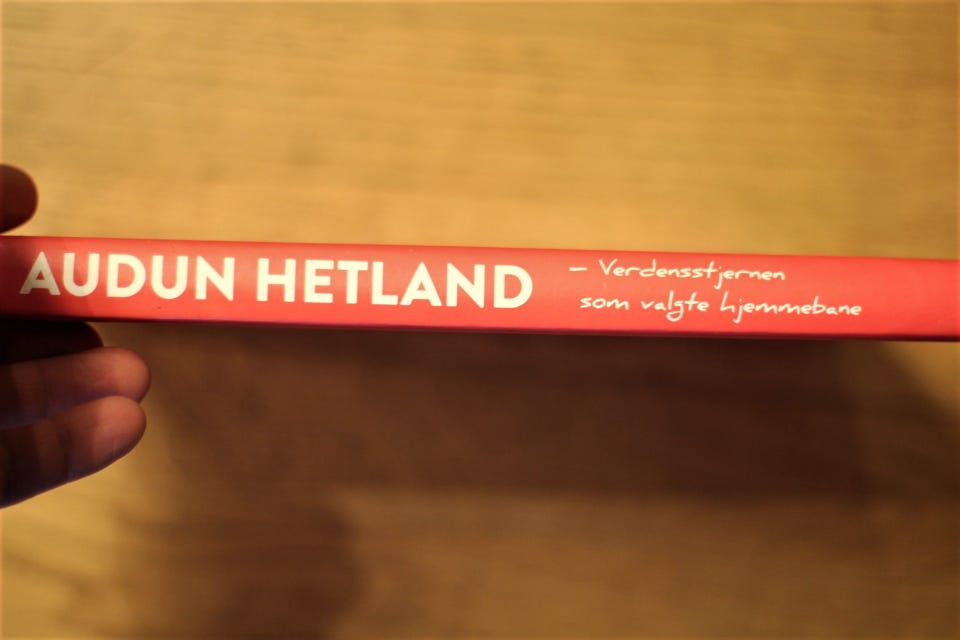 AUDUN HETLAND
– Verdensstjernen
som valgte hjemmebane